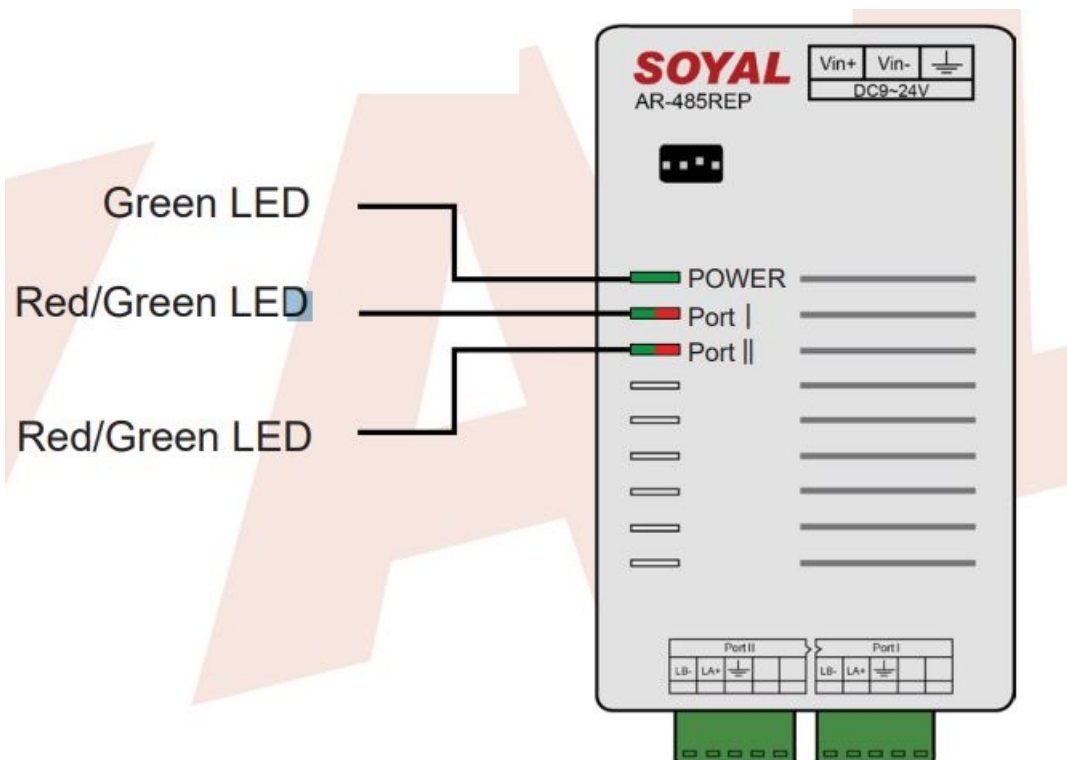 SOYAL
AR-485REP
Vin+ Vin-
DC9~24V
Green LED
Red/Green LED
Red/Green LED
POWER
Port |
Port ||
Port II
LB- LA+
Port I
LB- LA+